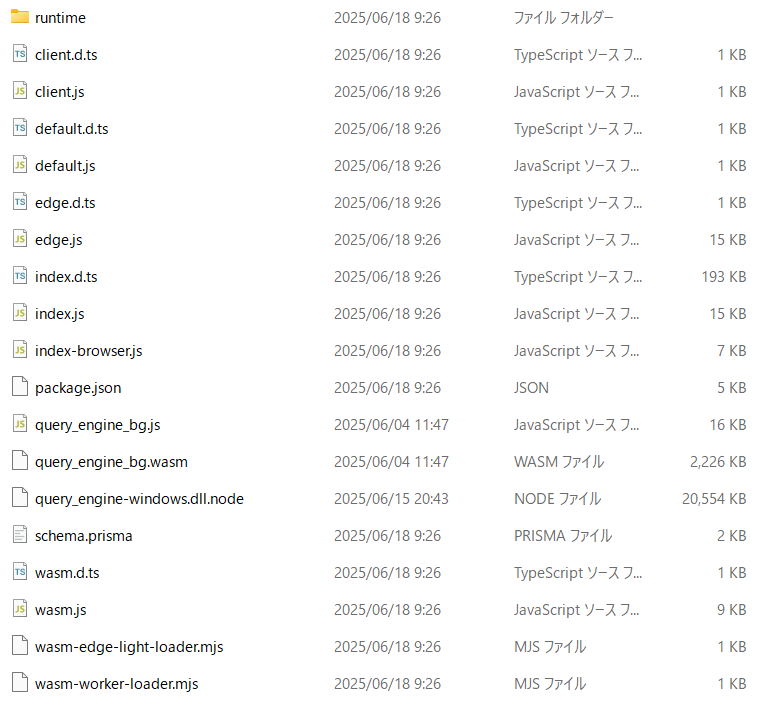 runtime 2025/06/18 9:26 ファイル フォルダー
TS client.d.ts 2025/06/18 9:26 TypeScript ソース フ... 1 KB
JS client.js 2025/06/18 9:26 JavaScript ソース フ... 1 KB
TS default.d.ts 2025/06/18 9:26 TypeScript ソース フ... 1 KB
JS default.js 2025/06/18 9:26 JavaScript ソース フ... 1 KB
TS edge.d.ts 2025/06/18 9:26 TypeScript ソース フ... 1 KB
JS edge.js 2025/06/18 9:26 JavaScript ソース フ... 15 KB
TS index.d.ts 2025/06/18 9:26 TypeScript ソース フ... 193 KB
JS index.js 2025/06/18 9:26 JavaScript ソース フ... 15 KB
JS index-browser.js 2025/06/18 9:26 JavaScript ソース フ... 7 KB
package.json 2025/06/18 9:26 JSON 5 KB
JS query_engine_bg.js 2025/06/04 11:47 JavaScript ソース フ... 16 KB
query_engine_bg.wasm 2025/06/04 11:47 WASM ファイル 2,226 KB
query_engine-windows.dll.node 2025/06/15 20:43 NODE ファイル 20,554 KB
schema.prisma 2025/06/18 9:26 PRISMA ファイル 2 KB
TS wasm.d.ts 2025/06/18 9:26 TypeScript ソース フ... 1 KB
JS wasm.js 2025/06/18 9:26 JavaScript ソース フ... 9 KB
wasm-edge-light-loader.mjs 2025/06/18 9:26 MJS ファイル 1 KB
wasm-worker-loader.mjs 2025/06/18 9:26 MJS ファイル 1 KB